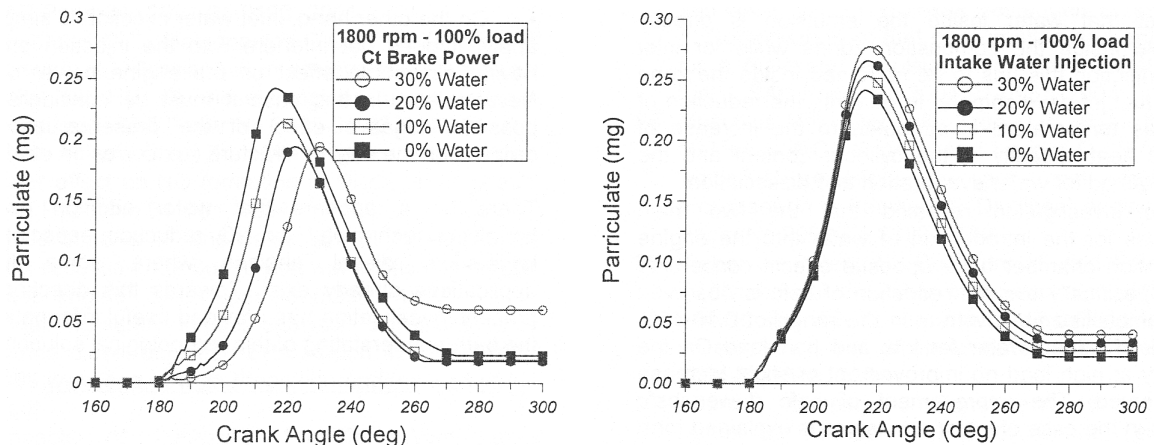 0.3
0.25
0.2
0.15
0.1
0.05
0
Parriculate (mg)
1800 rpm - 100% load
Ct Brake Power
30% Water
20% Water
10% Water
0% Water
160 180 200 220 240 260 280 300
Crank Angle (deg)
0.30
0.25
0.20
0.15
0.10
0.05
0.00
Parriculate (mg)
1800 rpm - 100% load
Intake Water Injection
30% Water
20% Water
10% Water
0% Water
160 180 200 220 240 260 280 300
Crank Angle (deg)